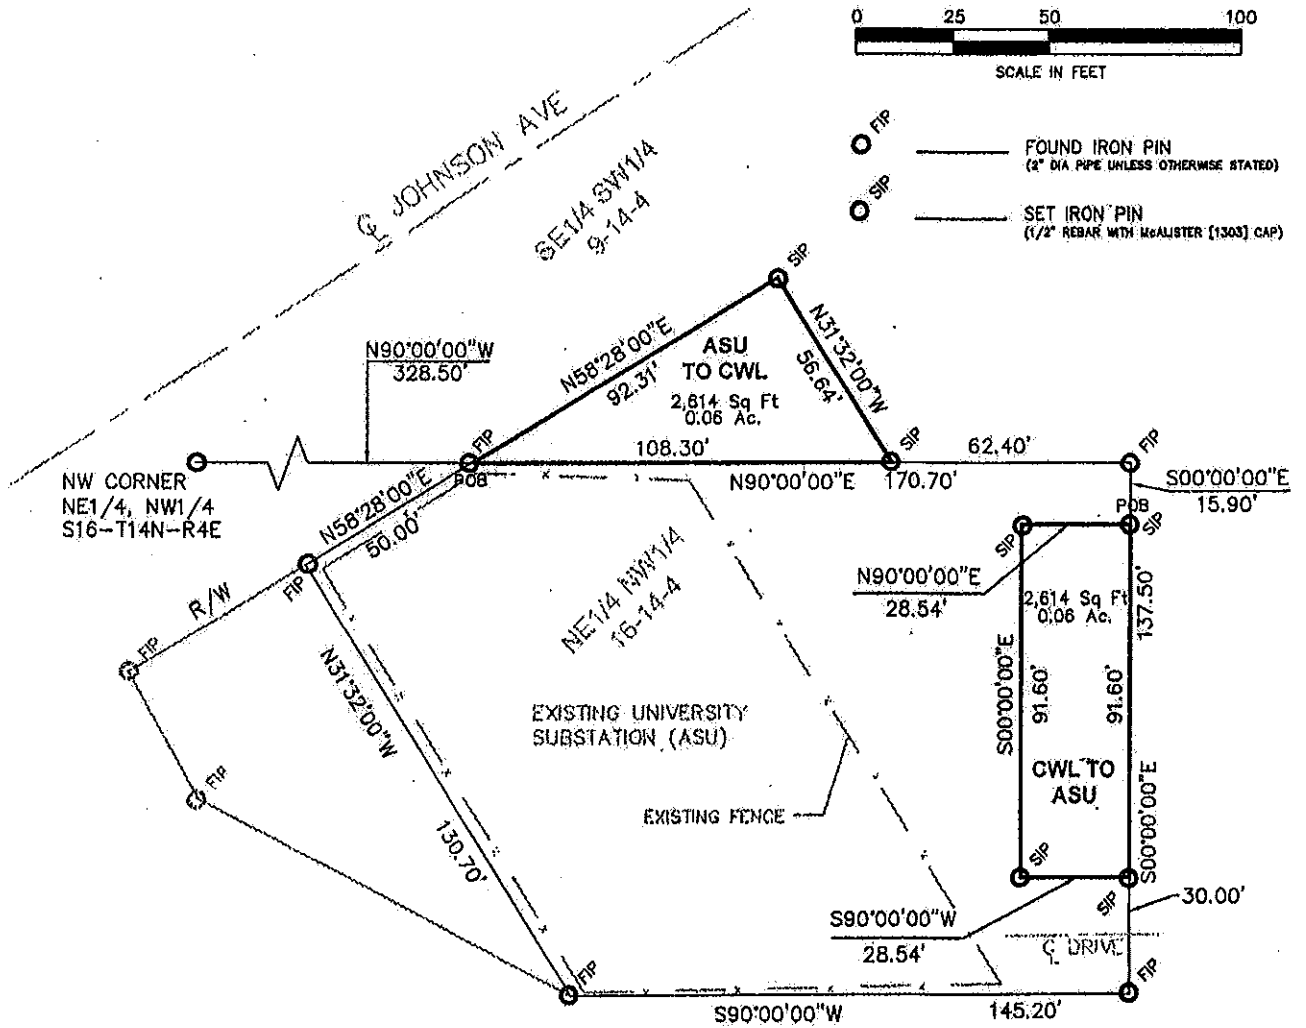 0 25 50 100
SCALE IN FEET
FIP
FOUND IRON PIN
(2" DIA PIPE UNLESS OTHERWISE STATED)
SIP
SET IRON PIN
(1/2" REBAR WITH McALISTER [1303] CAP)
℄ JOHNSON AVE
SE1/4 SW1/4
9-14-4
SIP
N90°00'00"W
328.50'
N58°28'00"E
92.31'
ASU
TO CWL
2,614 Sq Ft
0.06 Ac.
N31°32'00"W
56.64'
FIP
POB
108.30'
SIP
62.40'
FIP
N90°00'00"E 170.70'
NW CORNER
NE1/4, NW1/4
S16-T14N-R4E
S00°00'00"E
15.90'
POB
SIP
SIP
N58°28'00"E
50.00'
FIP
R/W
FIP
NE1/4 NW1/4
16-14-4
N90°00'00"E
28.54'
2,614 Sq Ft
0.06 Ac.
137.50'
S00°00'00"E
91.60'
91.60'
S00°00'00"E
CWL TO
ASU
N31°32'00"W
130.70'
EXISTING UNIVERSITY
SUBSTATION (ASU)
EXISTING FENCE
FIP
SIP
SIP
S90°00'00"W
28.54'
30.00'
℄ DRIVE
FIP
FIP
S90°00'00"W 145.20'